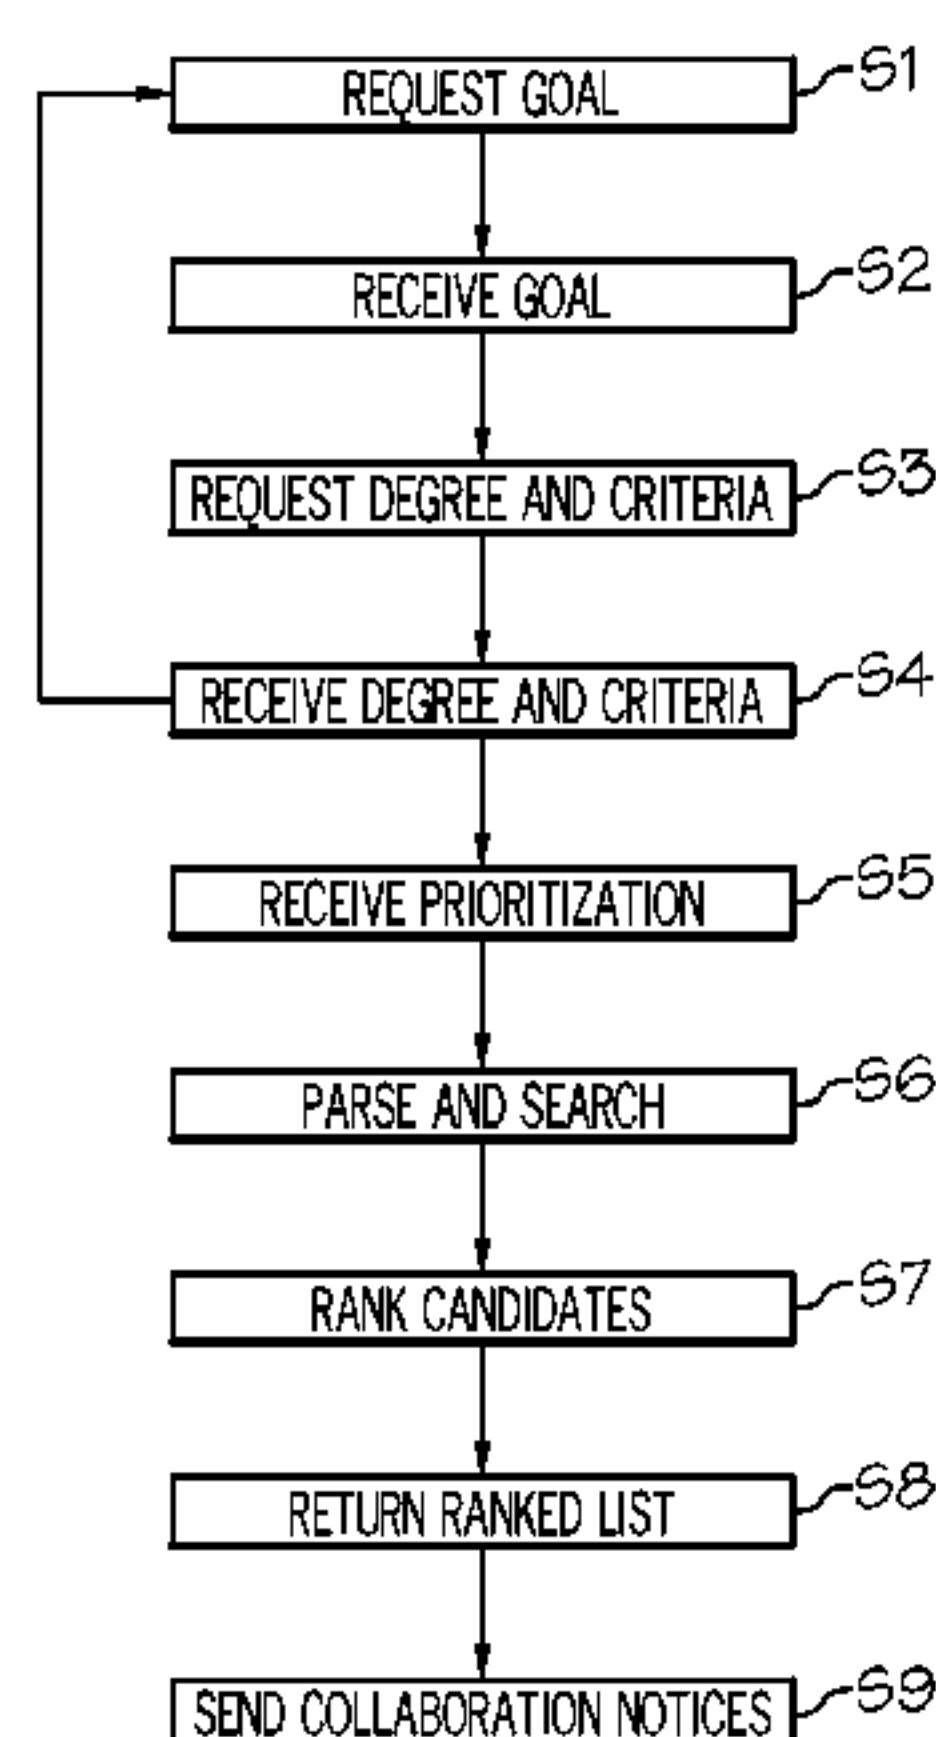 REQUEST GOAL S1
RECEIVE GOAL S2
REQUEST DEGREE AND CRITERIA S3
RECEIVE DEGREE AND CRITERIA S4
RECEIVE PRIORITIZATION S5
PARSE AND SEARCH S6
RANK CANDIDATES S7
RETURN RANKED LIST S8
SEND COLLABORATION NOTICES S9